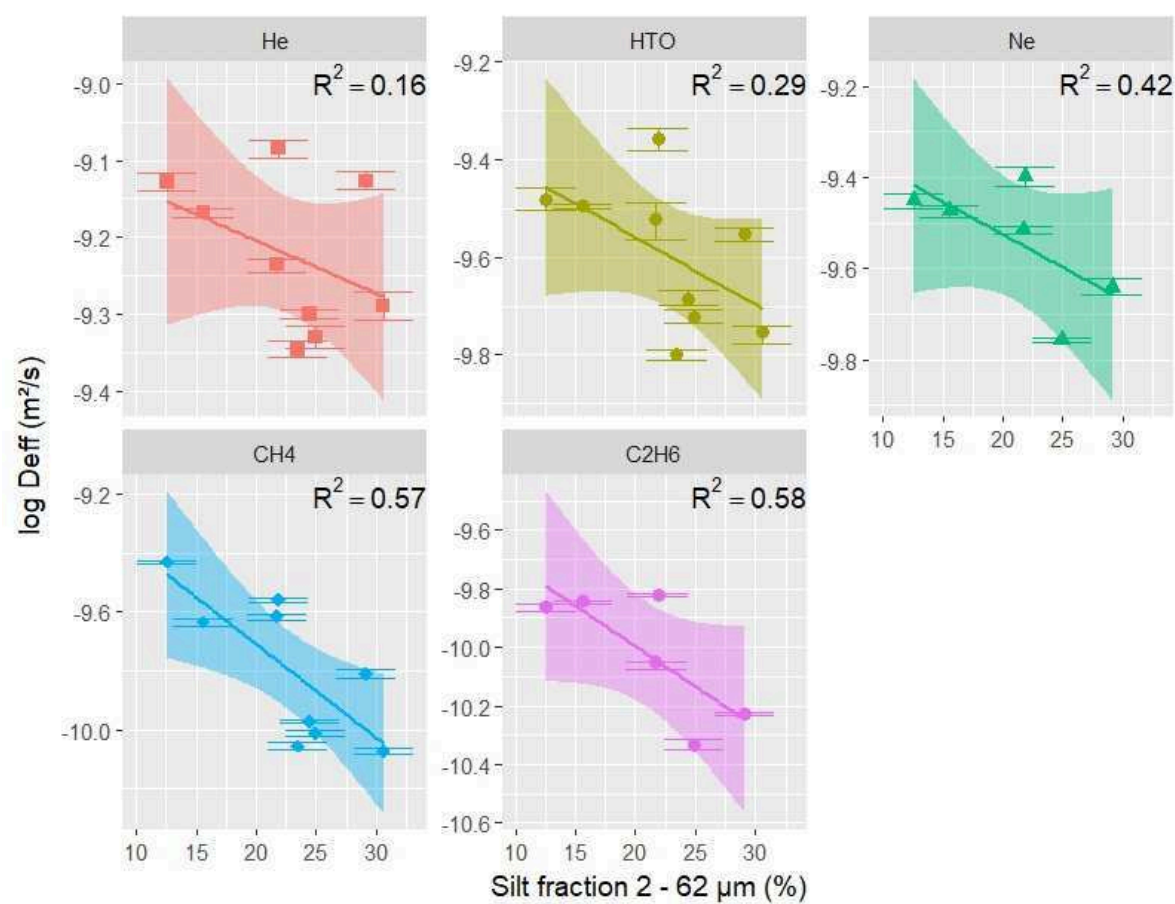 He
HTO
Ne
R² = 0.16
R² = 0.29
R² = 0.42
-9.0
-9.1
-9.2
-9.3
-9.4
-9.2
-9.4
-9.6
-9.8
-9.2
-9.4
-9.6
-9.8
10 15 20 25 30
log Deff (m²/s)
CH4
C2H6
R² = 0.57
R² = 0.58
-9.2
-9.6
-10.0
-9.6
-9.8
-10.0
-10.2
-10.4
-10.6
10 15 20 25 30
10 15 20 25 30
Silt fraction 2 - 62 µm (%)